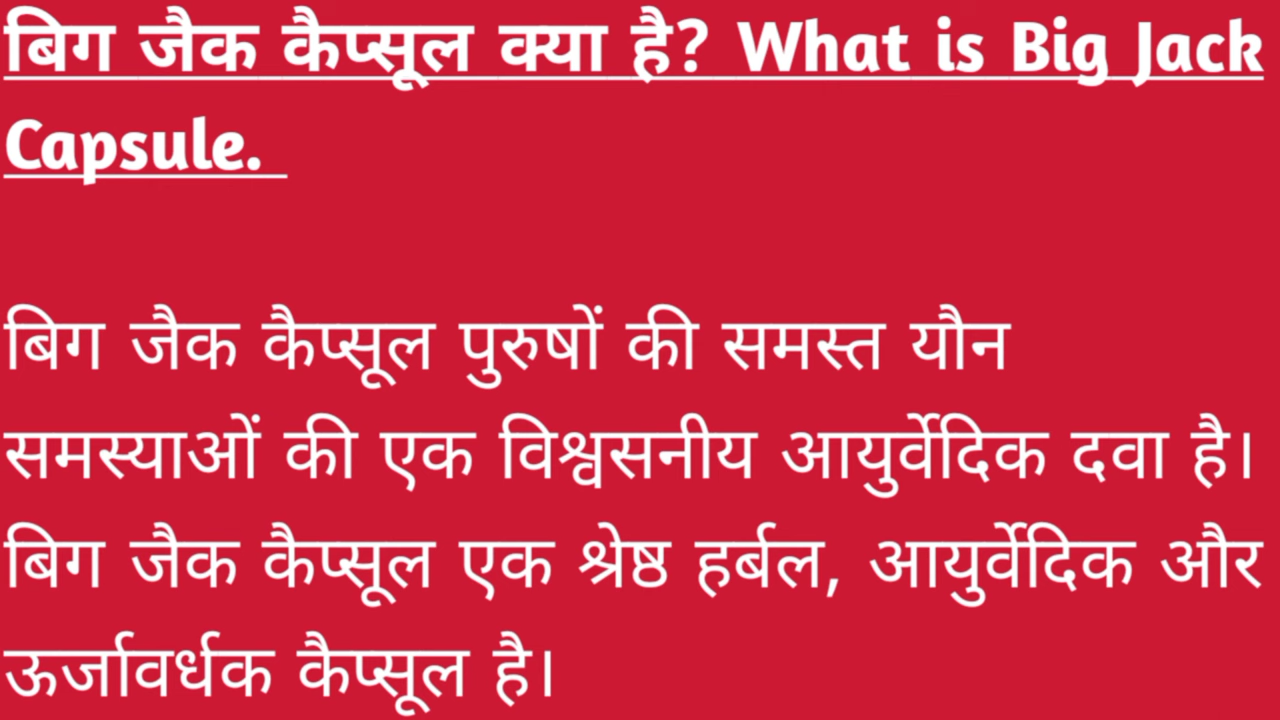 बिग जैक कैप्सूल क्या है? What is Big Jack
Capsule.
बिग जैक कैप्सूल पुरुषों की समस्त यौन
समस्याओं की एक विश्वसनीय आयुर्वेदिक दवा है।
बिग जैक कैप्सूल एक श्रेष्ठ हर्बल, आयुर्वेदिक और
ऊर्जावर्धक कैप्सूल है।